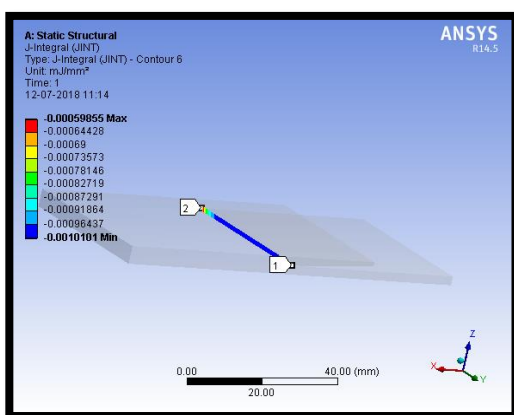 A: Static Structural
J-Integral (JINT)
Type: J-Integral (JINT) - Contour 6
Unit: mJ/mm²
Time: 1
12-07-2018 11:14
ANSYS
R14.5
-0.00059855 Max
-0.00064428
-0.00069
-0.00073573
-0.00078146
-0.00082719
-0.00087291
-0.00091864
-0.00096437
-0.0010101 Min
2
1
Z
X
Y
0.00
40.00 (mm)
20.00